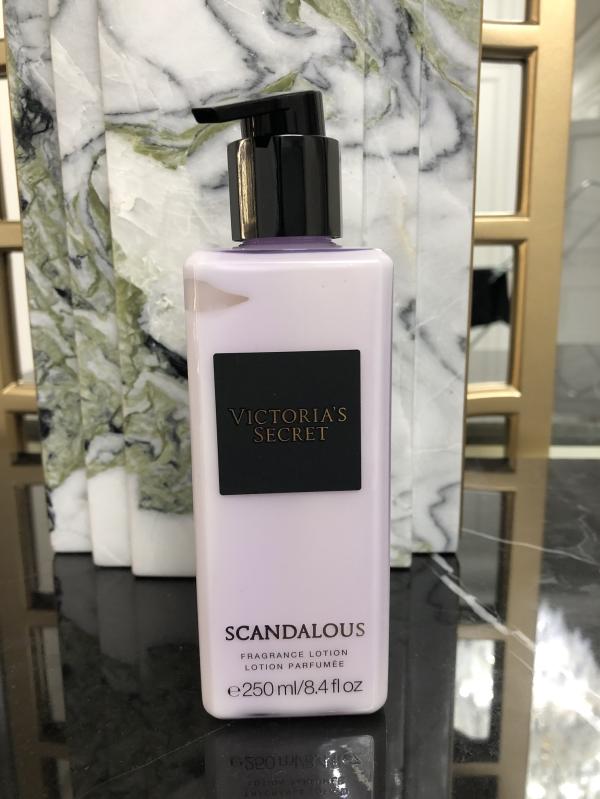 VICTORIA'S
SECRET
SCANDALOUS
FRAGRANCE LOTION
LOTION PARFUMÉE
℮250 ml/8.4 fl oz